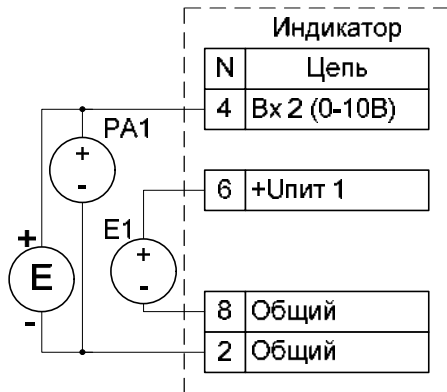 Индикатор
N Цепь
4 Вх 2 (0-10В)
PA1
+
-
6 +Uпит 1
E1
+
-
+
E
-
8 Общий
2 Общий